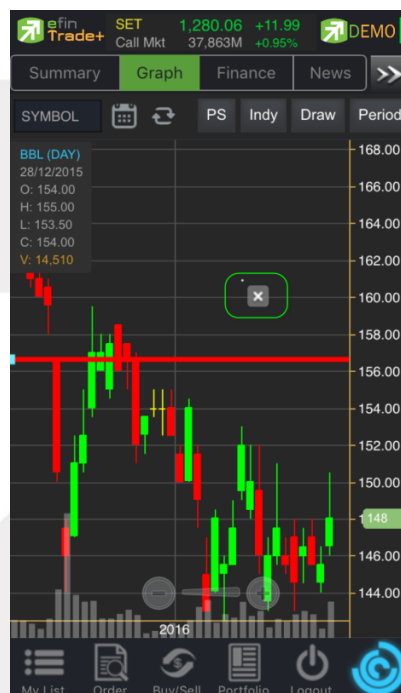 efin
Trade+
SET 1,280.06 +11.99
Call Mkt 37,863M +0.95%
DEMO
Summary Graph Finance News
SYMBOL PS Indy Draw Period
BBL (DAY)
28/12/2015
O: 154.00
H: 155.00
L: 153.50
C: 154.00
V: 14,510
168.00
166.00
164.00
162.00
160.00
158.00
156.00
154.00
152.00
150.00
148
146.00
144.00
2016
My List Order Buy/Sell Portfolio Logout